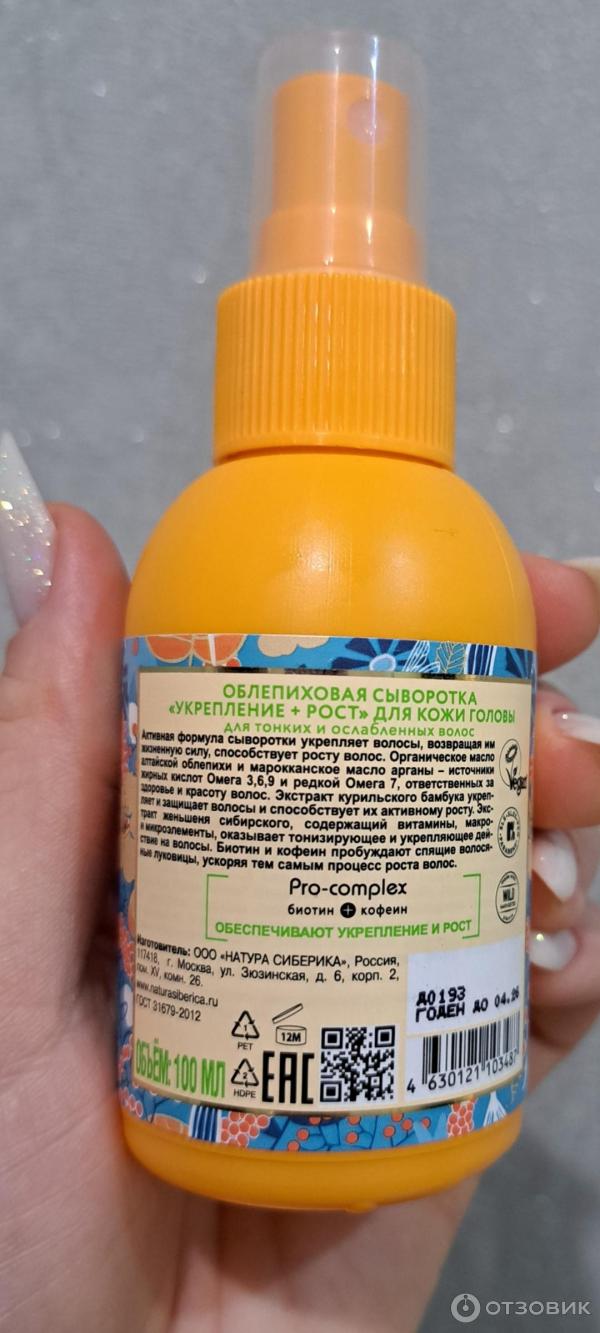 ОБЛЕПИХОВАЯ СЫВОРОТКА
«УКРЕПЛЕНИЕ + РОСТ» ДЛЯ КОЖИ ГОЛОВЫ
для тонких и ослабленных волос
Активная формула сыворотки укрепляет волосы, возвращая им
жизненную силу, способствует росту волос. Органическое масло
алтайской облепихи и марокканское масло арганы – источники
жирных кислот Омега 3,6,9 и редкой Омега 7, ответственных за
здоровье и красоту волос. Экстракт курильского бамбука укреп-
ляет и защищает волосы и способствует их активному росту. Экс-
тракт женьшеня сибирского, содержащий витамины, макро-
и микроэлементы, оказывает тонизирующее и укрепляющее дей-
ствие на волосы. Биотин и кофеин пробуждают спящие волося-
ные луковицы, ускоряя тем самым процесс роста волос.
Vegan
WILD
Pro-complex
биотин + кофеин
ОБЕСПЕЧИВАЮТ УКРЕПЛЕНИЕ И РОСТ
Изготовитель: ООО «НАТУРА СИБЕРИКА», Россия,
117418, г. Москва, ул. Зюзинская, д. 6, корп. 2,
пом. XV, комн. 26.
www.naturasiberica.ru
ГОСТ 31679-2012
Д0193
ГОДЕН ДО 04.26
ОБЪЁМ: 100 МЛ
1
PET
2
HDPE
12M
EAC
4 630121 103487
ОТЗОВИК